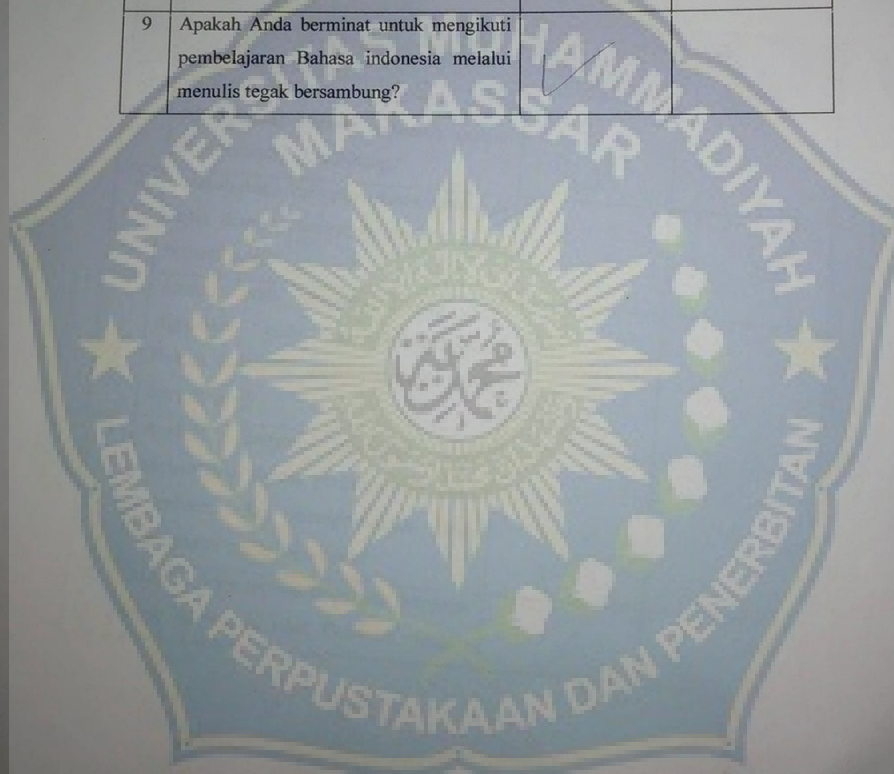 9
Apakah Anda berminat untuk mengikuti
pembelajaran Bahasa indonesia melalui
menulis tegak bersambung?
UNIVERSITAS MUHAMMADIYAH
MAKASSAR
محمد
LEMBAGA PERPUSTAKAAN DAN PENERBITAN